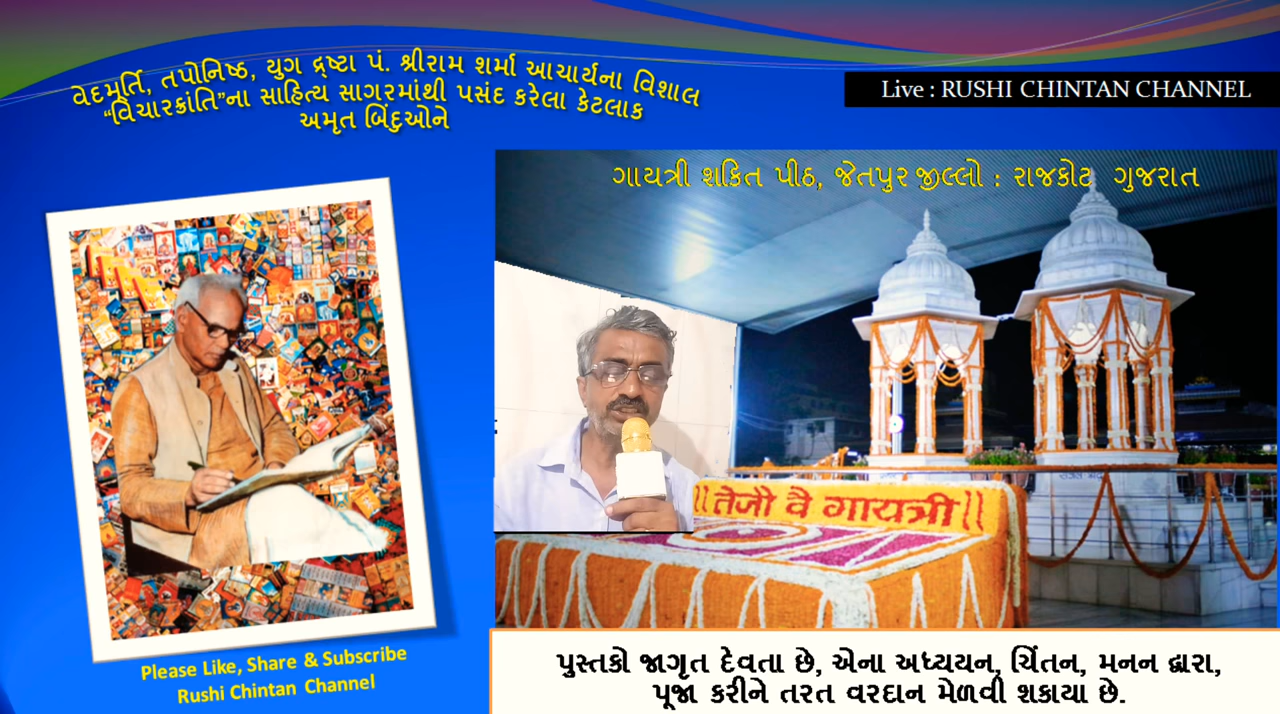 વેદમૂર્તિ, તપોનિષ્ઠ, યુગ દ્રષ્ટા પં. શ્રીરામ શર્મા આચાર્યના વિશાલ
“વિચારક્રાંતિ”ના સાહિત્ય સાગરમાંથી પસંદ કરેલા કેટલાક
અમૃત બિંદુઓને
Live : RUSHI CHINTAN CHANNEL
ગાયત્રી શકિત પીઠ, જેતપુર જીલ્લો : રાજકોટ ગુજરાત
|| तेजो वै गायत्री ||
Please Like, Share & Subscribe
Rushi Chintan Channel
પુસ્તકો જાગૃત દેવતા છે, એના અધ્યયન, ચિંતન, મનન દ્વારા,
પૂજા કરીને તરત વરદાન મેળવી શકાયા છે.